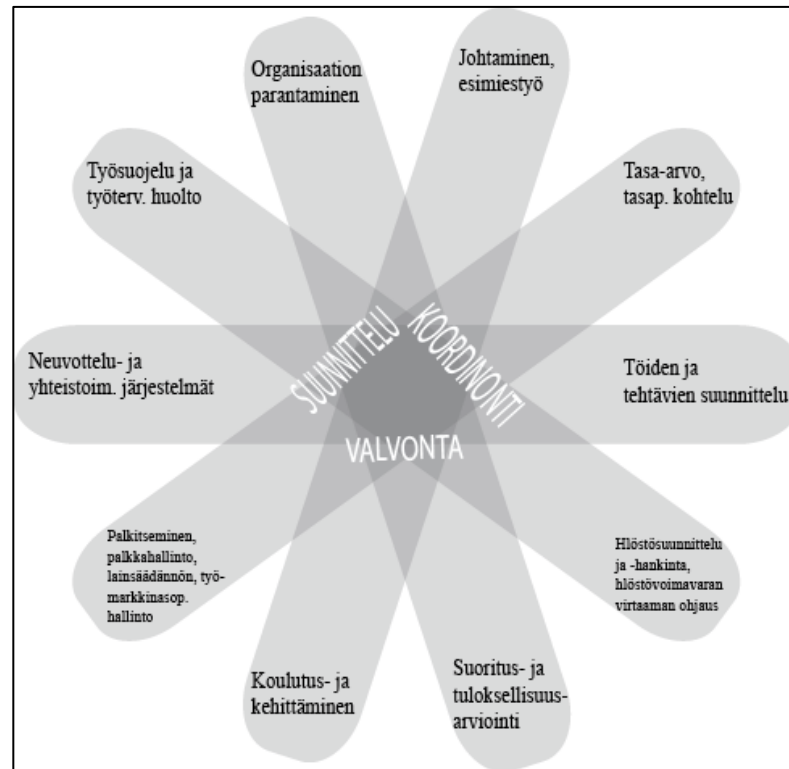 Organisaation
parantaminen
Johtaminen,
esimiestyö
Työsuojelu ja
työterv. huolto
Tasa-arvo,
tasap. kohtelu
SUUNNITTELU
KOORDINONTI
VALVONTA
Neuvottelu- ja
yhteistoim. järjestelmät
Töiden ja
tehtävien suunnittelu
Palkitseminen,
palkkahallinto,
lainsäädännön, työ-
markkinasop.
hallinto
Hlöstösuunnittelu
ja -hankinta,
hlöstövoimavaran
virtaaman ohjaus
Koulutus- ja
kehittäminen
Suoritus- ja
tuloksellisuus-
arviointi